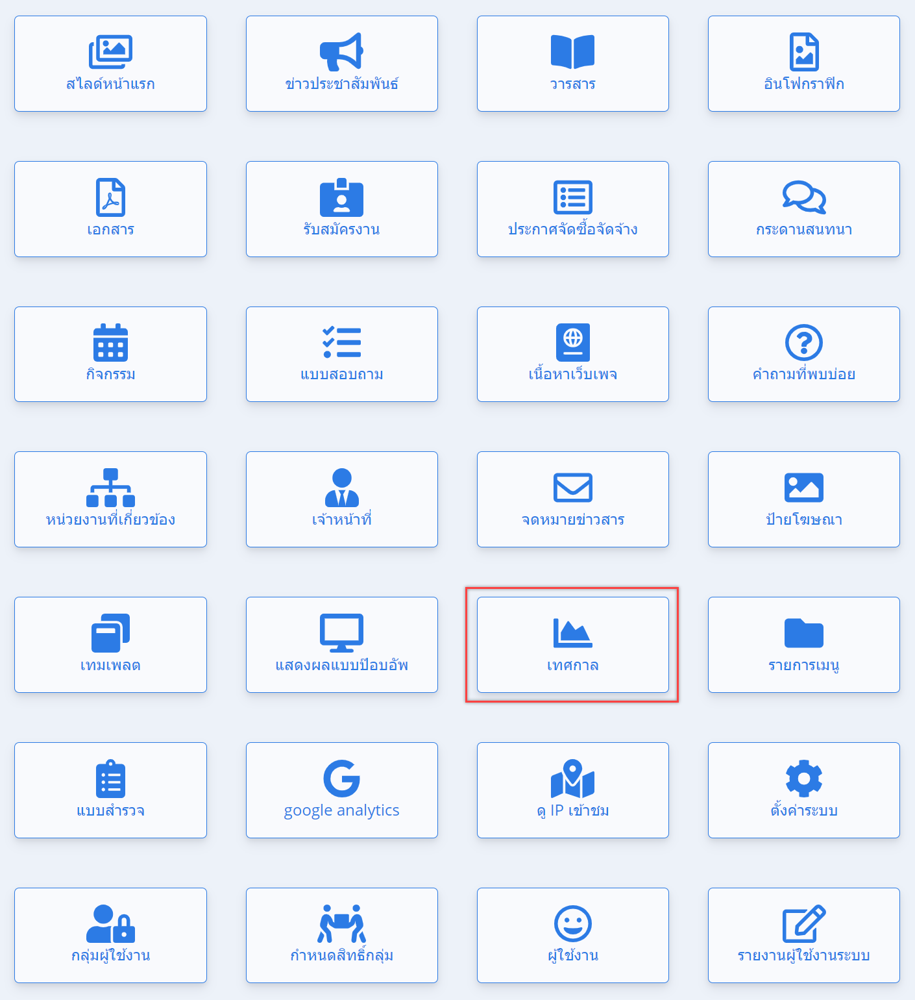 สไลด์หน้าแรก
ข่าวประชาสัมพันธ์
วารสาร
อินโฟกราฟิก
เอกสาร
รับสมัครงาน
ประกาศจัดซื้อจัดจ้าง
กระดานสนทนา
กิจกรรม
แบบสอบถาม
เนื้อหาเว็บเพจ
คำถามที่พบบ่อย
หน่วยงานที่เกี่ยวข้อง
เจ้าหน้าที่
จดหมายข่าวสาร
ป้ายโฆษณา
เทมเพลต
แสดงผลแบบป๊อบอัพ
เทศกาล
รายการเมนู
แบบสำรวจ
google analytics
ดู IP เข้าชม
ตั้งค่าระบบ
กลุ่มผู้ใช้งาน
กำหนดสิทธิ์กลุ่ม
ผู้ใช้งาน
รายงานผู้ใช้งานระบบ